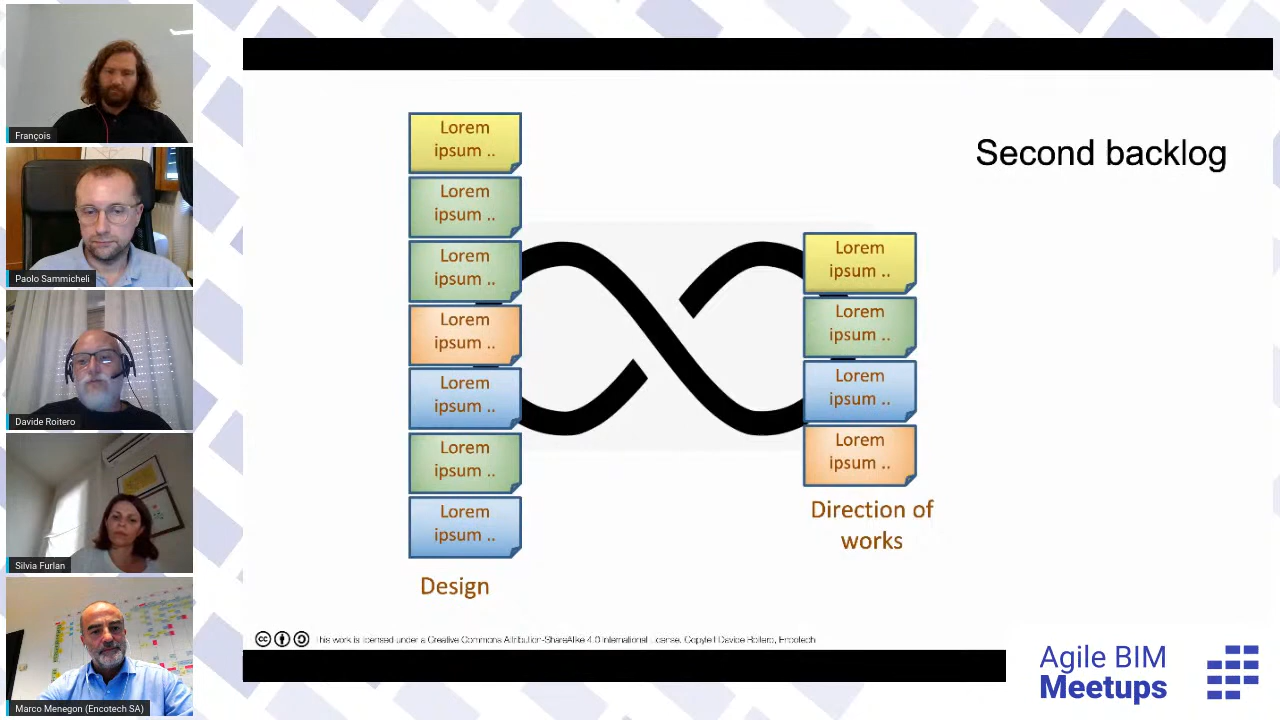 François
Paolo Sammicheli
Davide Roitero
Silvia Furlan
Marco Menegon (Encotech SA)
Second backlog
Lorem
ipsum ..
Lorem
ipsum ..
Lorem
ipsum ..
Lorem
ipsum ..
Lorem
ipsum ..
Lorem
ipsum ..
Lorem
ipsum ..
Design
Lorem
ipsum ..
Lorem
ipsum ..
Lorem
ipsum ..
Lorem
ipsum ..
Direction of
works
This work is licensed under a Creative Commons Attribution-ShareAlike 4.0 International License. Copyleft Davide Roitero, Encotech
Agile BIM
Meetups